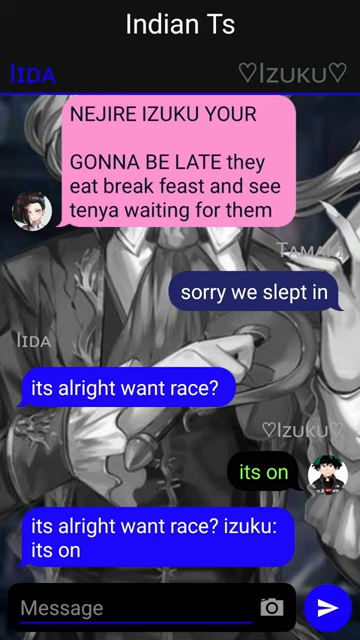 Indian Ts
IIDA
♡IZUKU♡
NEJIRE IZUKU YOUR
GONNA BE LATE they
eat break feast and see
tenya waiting for them
TAMAKI
sorry we slept in
IIDA
its alright want race?
♡IZUKU♡
its on
its alright want race? izuku:
its on
Message